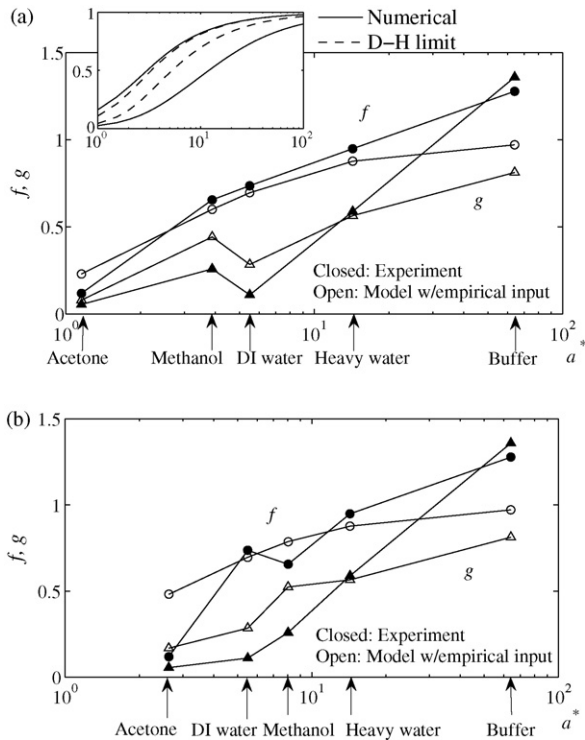 (a)
Numerical
D-H limit
1
0.5
0
10^0
10^1
10^2
1.5
1
0.5
0
f, g
f
g
Closed: Experiment
Open: Model w/empirical input
10^0
10^1
10^2
a*
Acetone
Methanol
DI water
Heavy water
Buffer
(b)
1.5
1
0.5
0
f, g
f
g
Closed: Experiment
Open: Model w/empirical input
10^0
10^1
10^2
a*
Acetone
DI water
Methanol
Heavy water
Buffer